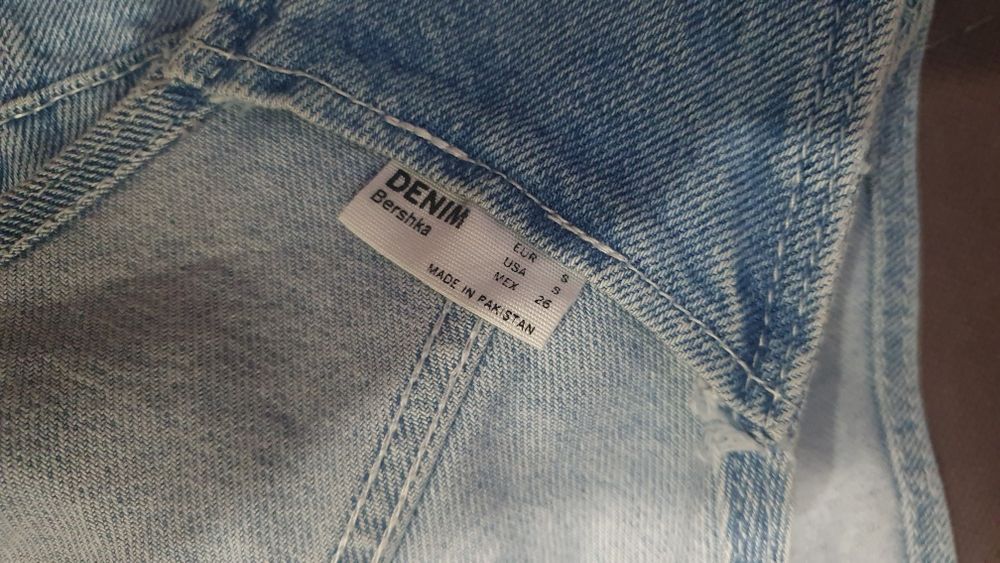 DENIM
Bershka
EUR S
USA S
MEX 26
MADE IN PAKISTAN